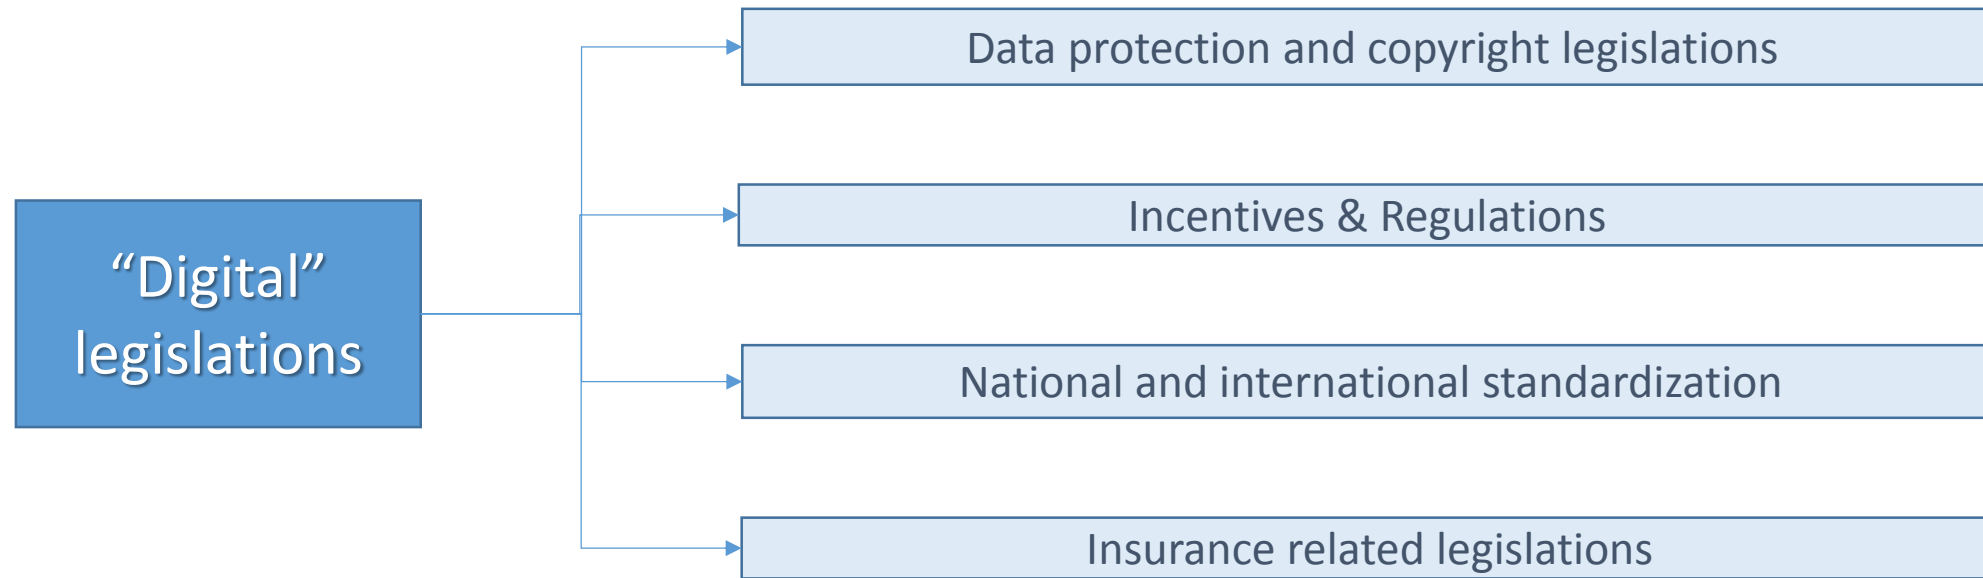 Data protection and copyright legislations
Incentives & Regulations
“Digital”
legislations
National and international standardization
Insurance related legislations